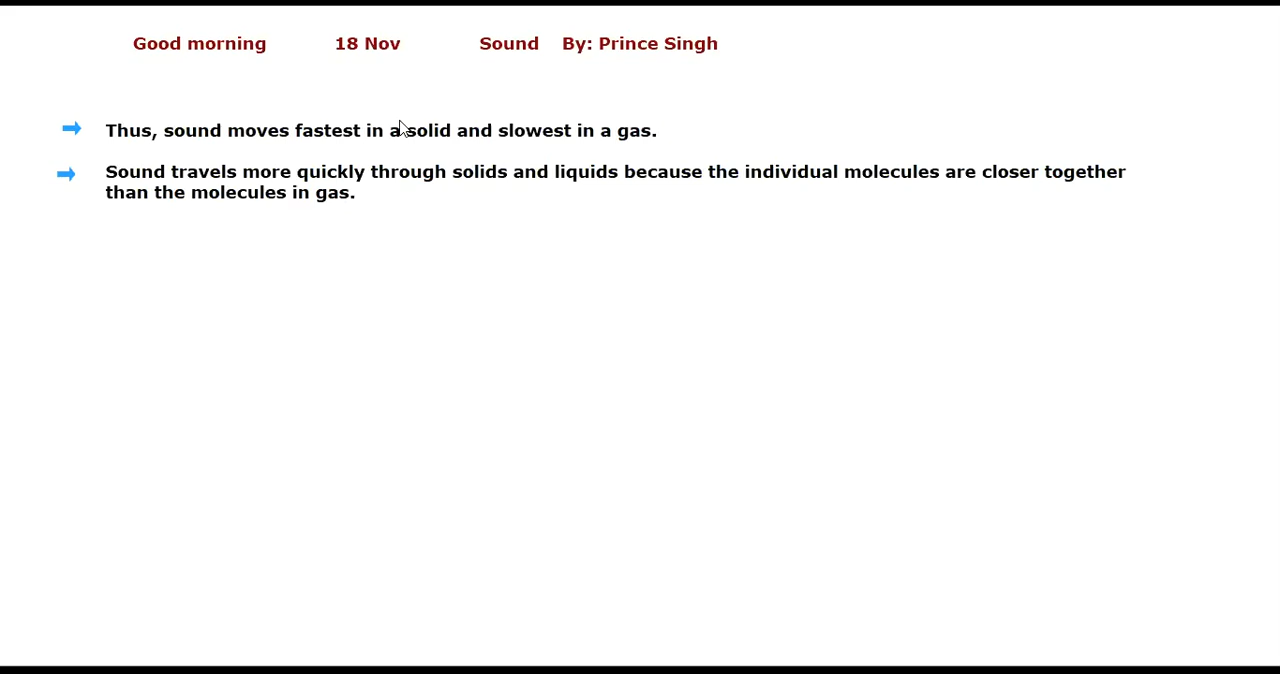 Good morning 18 Nov Sound By: Prince Singh
Thus, sound moves fastest in a solid and slowest in a gas.
Sound travels more quickly through solids and liquids because the individual molecules are closer together
than the molecules in gas.